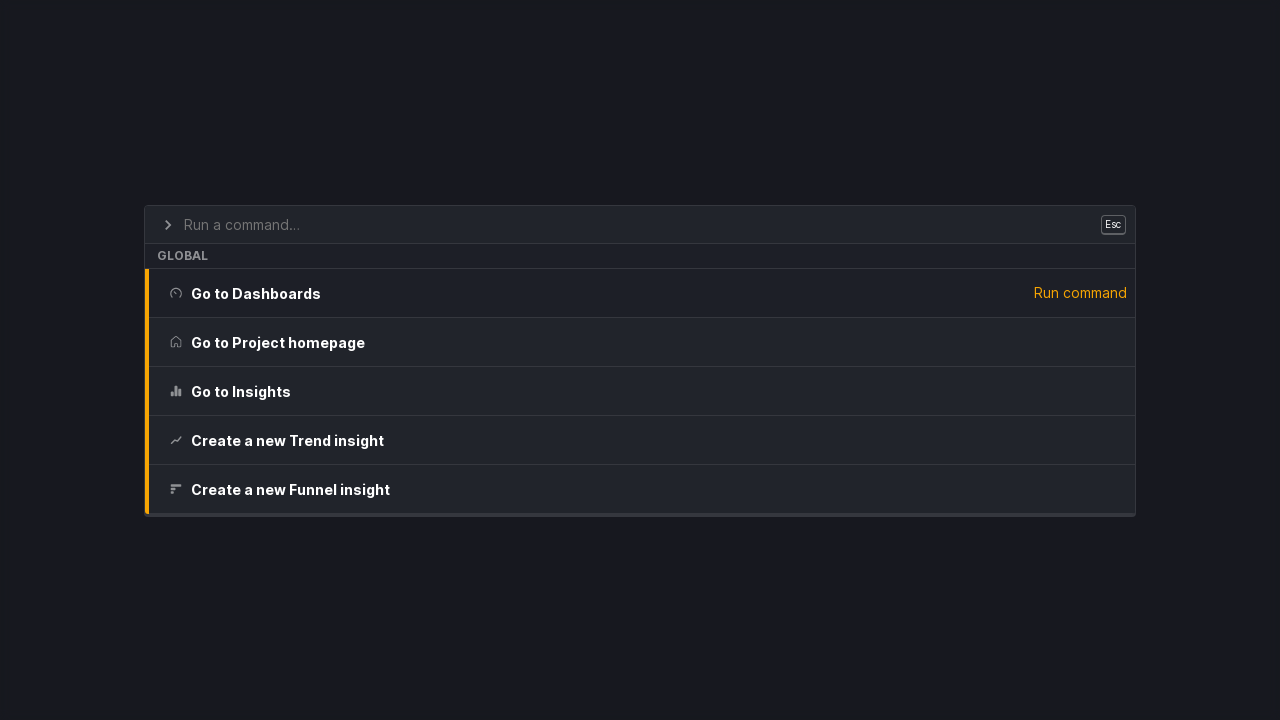 Run a command...
Esc
GLOBAL
Go to Dashboards
Run command
Go to Project homepage
Go to Insights
Create a new Trend insight
Create a new Funnel insight